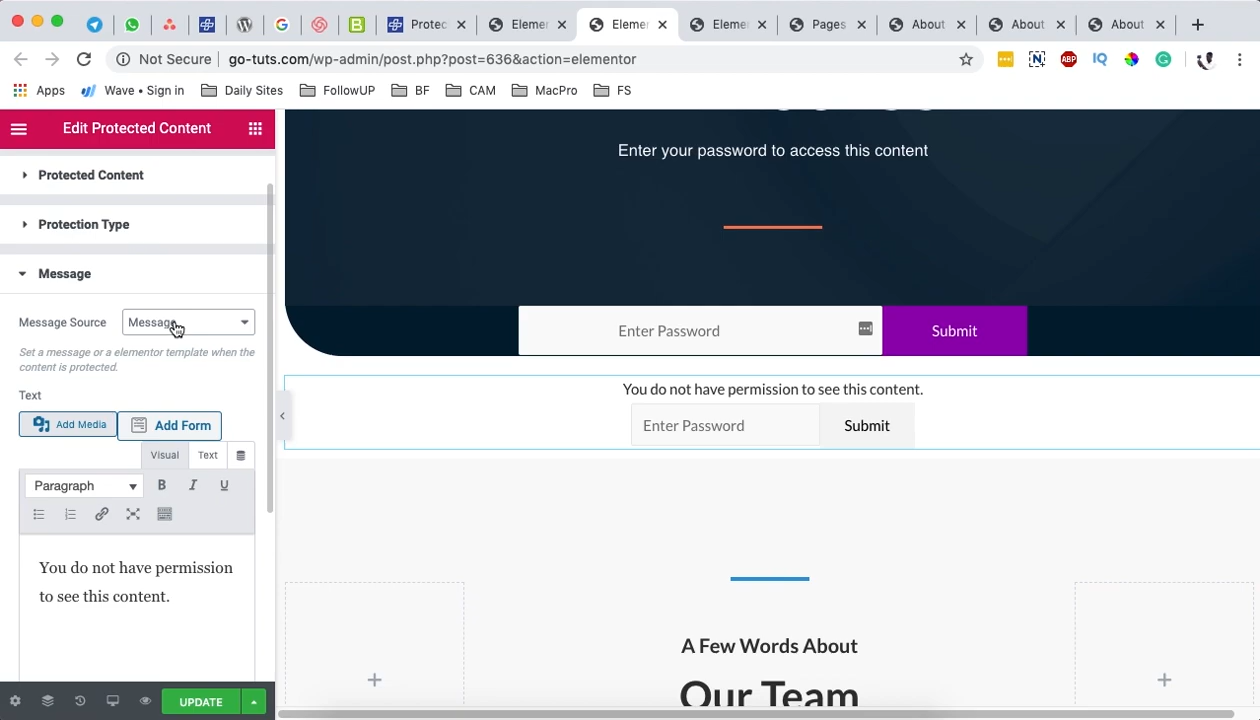 Protec
Elemer
Elemer
Eleme
Pages
About
About
About
Not Secure
go-tuts.com/wp-admin/post.php?post=636&action=elementor
ABP
IQ
Apps
Wave • Sign in
Daily Sites
FollowUP
BF
CAM
MacPro
FS
Edit Protected Content
Protected Content
Protection Type
Message
Message Source
Message
Set a message or a elementor template when the
content is protected.
Text
Add Media
Add Form
Visual
Text
Paragraph
B
I
U
You do not have permission
to see this content.
UPDATE
Enter your password to access this content
Enter Password
Submit
You do not have permission to see this content.
Enter Password
Submit
A Few Words About
Our Team